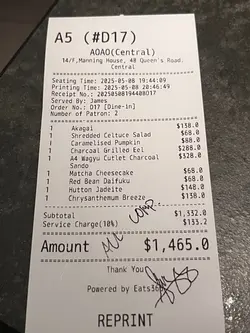 A5 (#D17)
AOAO(Central)
14/F,Manning House, 48 Queen's Road.
Central
Seating Time: 2025-05-08 19:44:09
Printing Time: 2025-05-08 20:46:49
Receipt No.: 20250508194408017
Served By: James
Order No.: D17 [Dine-in]
Number of Patron: 2
1 Akagai $138.0
1 Shredded Celtuce Salad $68.0
1 Caramelised Pumpkin $88.0
1 Charcoal Grilled Eel $288.0
1 A4 Wagyu Cutlet Charcoal $328.0
Sando
1 Matcha Cheesecake $68.0
1 Red Bean Daifuku $68.0
1 Hutton Jadeite $148.0
1 Chrysanthemum Breeze $138.0
Subtotal $1,332.0
Service Charge(10%) $133.2
Amount $1,465.0
Thank You
Powered by Eats365
REPRINT